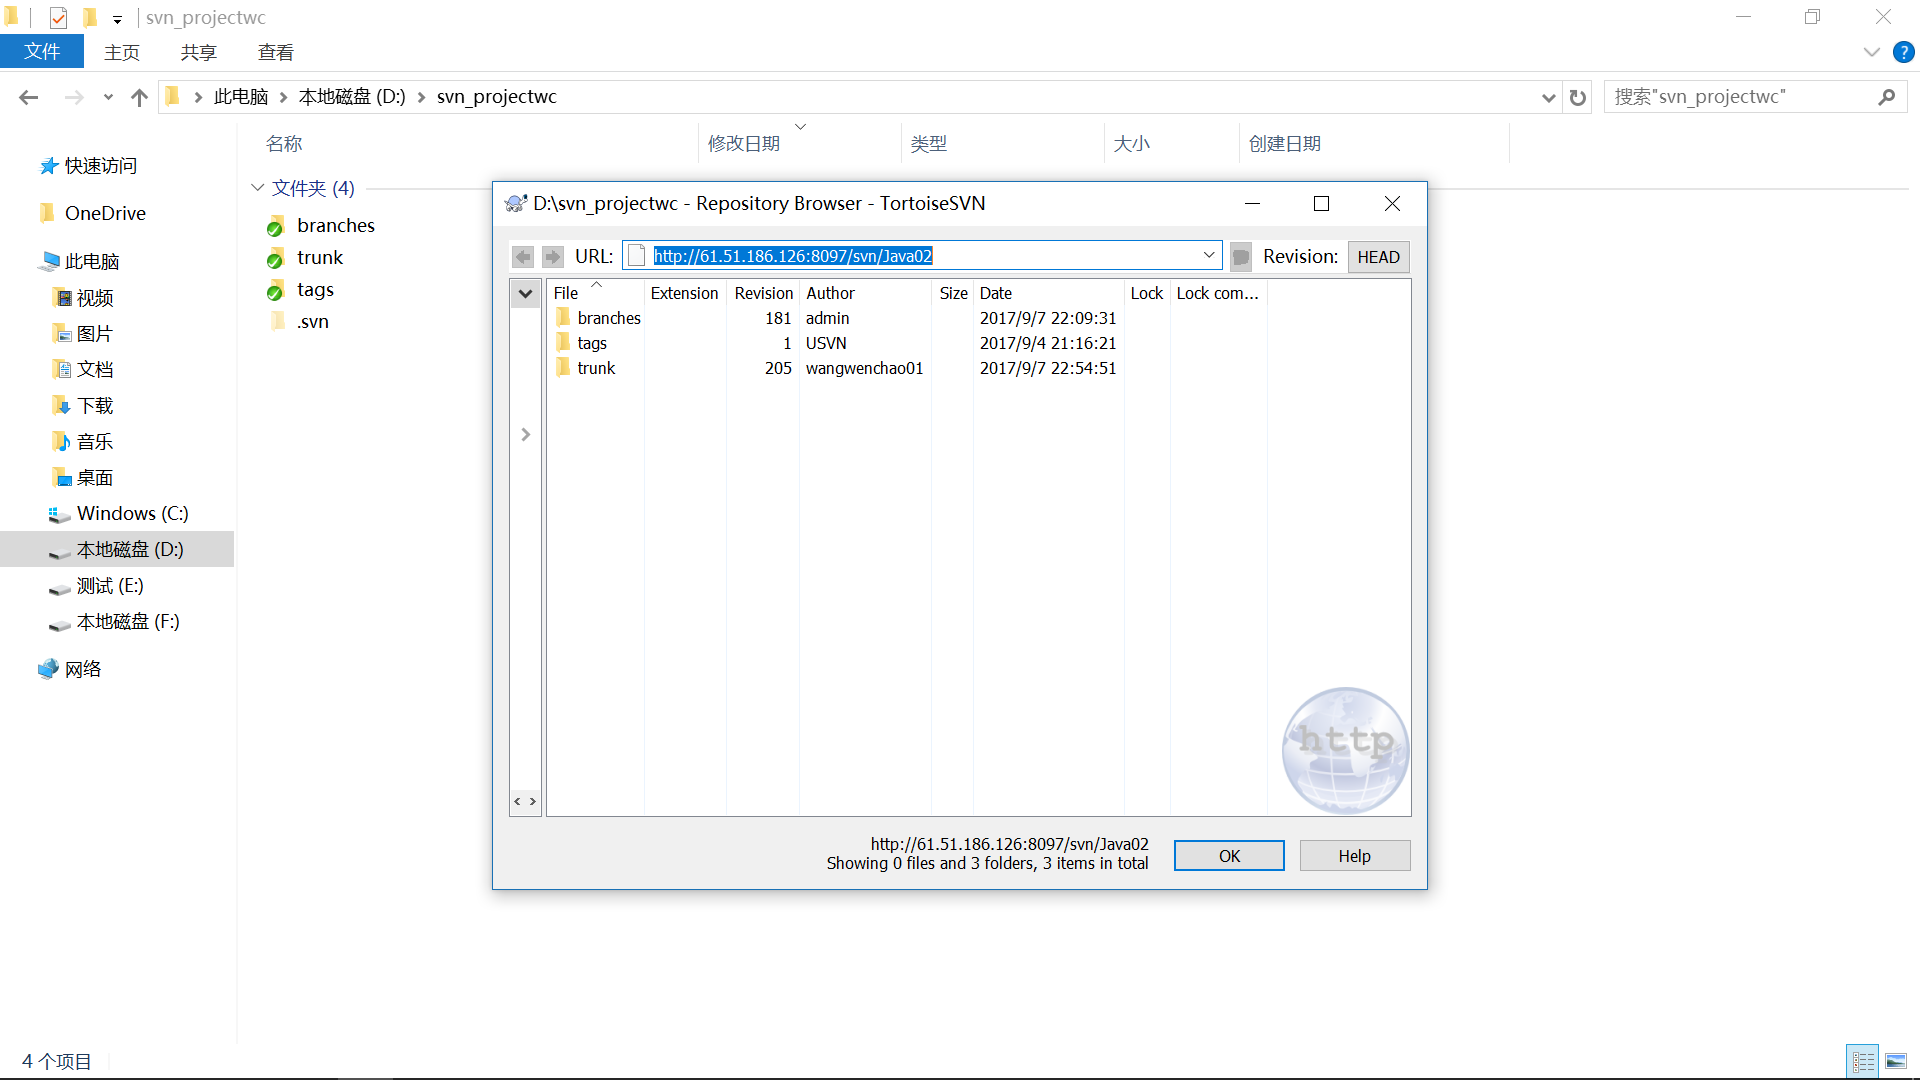 svn_projectwc
文件 主页 共享 查看
此电脑 本地磁盘 (D:) svn_projectwc
搜索"svn_projectwc"
名称 修改日期 类型 大小 创建日期
快速访问
OneDrive
此电脑
视频
图片
文档
下载
音乐
桌面
Windows (C:)
本地磁盘 (D:)
测试 (E:)
本地磁盘 (F:)
网络
文件夹 (4)
branches
trunk
tags
.svn
D:\svn_projectwc - Repository Browser - TortoiseSVN
URL: http://61.51.186.126:8097/svn/Java02 Revision: HEAD
File Extension Revision Author Size Date Lock Lock com...
branches 181 admin 2017/9/7 22:09:31
tags 1 USVN 2017/9/4 21:16:21
trunk 205 wangwenchao01 2017/9/7 22:54:51
http
http://61.51.186.126:8097/svn/Java02
Showing 0 files and 3 folders, 3 items in total
OK Help
4 个项目